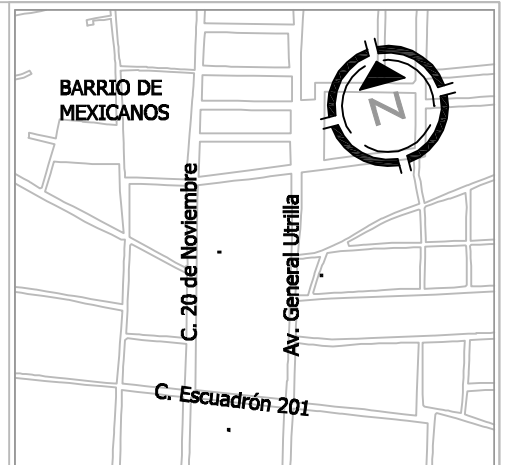 BARRIO DE
MEXICANOS
N
C. 20 de Noviembre
Av. General Utrilla
C. Escuadrón 201